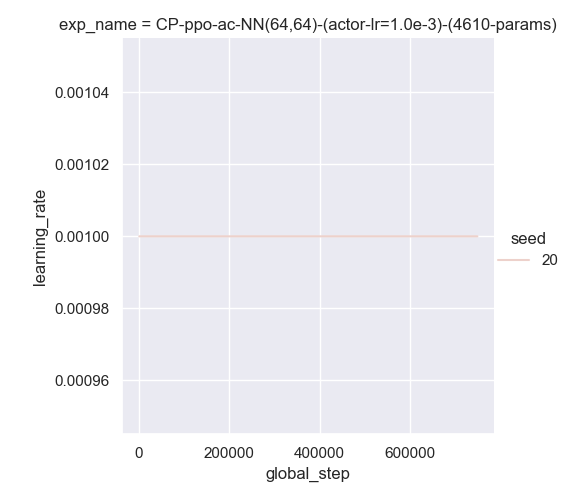 exp_name = CP-ppo-ac-NN(64,64)-(actor-lr=1.0e-3)-(4610-params)
0.00104
0.00102
0.00100
0.00098
0.00096
learning_rate
0 200000 400000 600000
global_step
seed
20